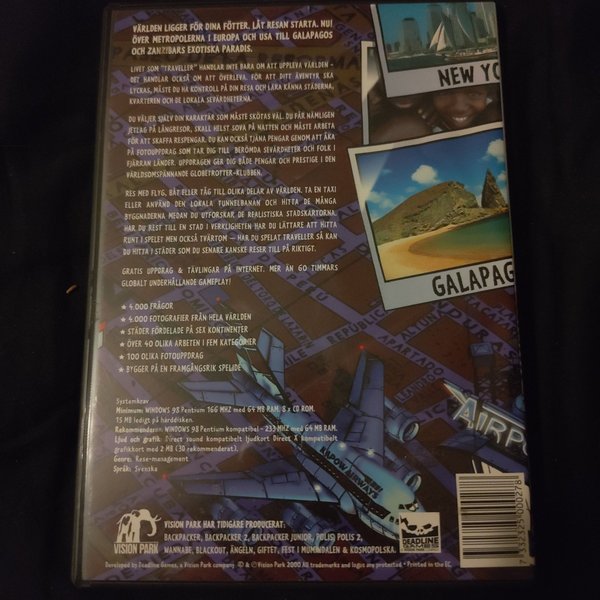 VÄRLDEN LIGGER FÖR DINA FÖTTER. LÅT RESAN STARTA. NU!
ÖVER METROPOLERNA I EUROPA OCH USA TILL GALAPAGOS
OCH ZANZIBARS EXOTISKA PARADIS.
LIVET SOM "TRAVELLER" HANDLAR INTE BARA OM ATT UPPLEVA VÄRLDEN -
DET HANDLAR OCKSÅ OM ATT ÖVERLEVA. FÖR ATT DITT ÄVENTYR SKA
LYCKAS, MÅSTE DU HA KONTROLL PÅ DIN RESA OCH LÄRA KÄNNA STÄDERNA,
KVARTEREN OCH DE LOKALA SEVÄRDHETERNA.
DU VÄLJER SJÄLV DIN KARAKTÄR SOM MÅSTE SKÖTAS VÄL. DU FÅR NÄMLIGEN
JETLAG PÅ LÅNGRESOR, SKALL HELST SOVA PÅ NATTEN OCH MÅSTE ARBETA
FÖR ATT SKAFFA RESPENGAR. DU KAN OCKSÅ TJÄNA PENGAR GENOM ATT ÅKA
PÅ FOTOUPPDRAG SOM TAR DIG TILL BERÖMDA SEVÄRDHETER OCH FOLK I
FJÄRRAN LÄNDER. UPPDRAGEN GER DIG BÅDE PENGAR OCH PRESTIGE I DEN
VÄRLDSOMSPÄNNANDE GLOBETROTTER-KLUBBEN.
RES MED FLYG, BÅT ELLER TÅG TILL OLIKA DELAR AV VÄRLDEN. TA EN TAXI
ELLER ANVÄND DEN LOKALA TUNNELBANAN OCH HITTA DE MÅNGA
BYGGNADERNA MEDAN DU UTFORSKAR DE REALISTISKA STADSKARTORNA.
HAR DU REST TILL EN STAD I VERKLIGHETEN HAR DU LÄTTARE ATT HITTA
RUNT I SPELET MEN OCKSÅ TVÄRTOM – HAR DU SPELAT TRAVELLER SÅ KAN
DU HITTA I STÄDER SOM DU SENARE KANSKE RESER TILL PÅ RIKTIGT.
GRATIS UPPDRAG & TÄVLINGAR PÅ INTERNET. MER ÄN 60 TIMMARS
GLOBALT UNDERHÅLLANDE GAMEPLAY!
★ 4.000 FRÅGOR
★ 4.000 FOTOGRAFIER FRÅN HELA VÄRLDEN
★ STÄDER FÖRDELADE PÅ SEX KONTINENTER
★ ÖVER 40 OLIKA ARBETEN I FEM KATEGORIER
★ 100 OLIKA FOTOUPPDRAG
★ BYGGER PÅ EN FRAMGÅNGSRIK SPELIDÉ
NEW YO
GALAPAG
PERU
CHILE
REPUBLIC
APARTADO
ALTUN
DURAS
KAPOW AIRWAYS
AIRPO
Systemkrav
Minimum: WINDOWS 98 Pentium 166 MHZ med 64 MB RAM. 8 x CD ROM.
75 MB ledigt på hårddisken.
Rekommenderas: WINDOWS 98 Pentium kompatibel - 233 MHZ med 64 MB RAM.
Ljud och grafik: Direct sound kompatibelt ljudkort Direct X kompatibelt
grafikkort med 2 MB (30 rekommenderat).
Genre: Rese-management
Språk: Svenska
VISION PARK
VISION PARK HAR TIDIGARE PRODUCERAT:
BACKPACKER, BACKPACKER 2, BACKPACKER JUNIOR, POLIS, POLIS 2,
WANNABE, BLACKOUT, ÄNGELN, GIFT?, FEST I MUMINDALEN & KOSMOPOLSKA.
DEADLINE
GAMES
7 332325 000278
Developed by Deadline Games, a Vision Park company. © & ℗ Vision Park 2000 All trademarks and logos are protected. • Printed in the EC.